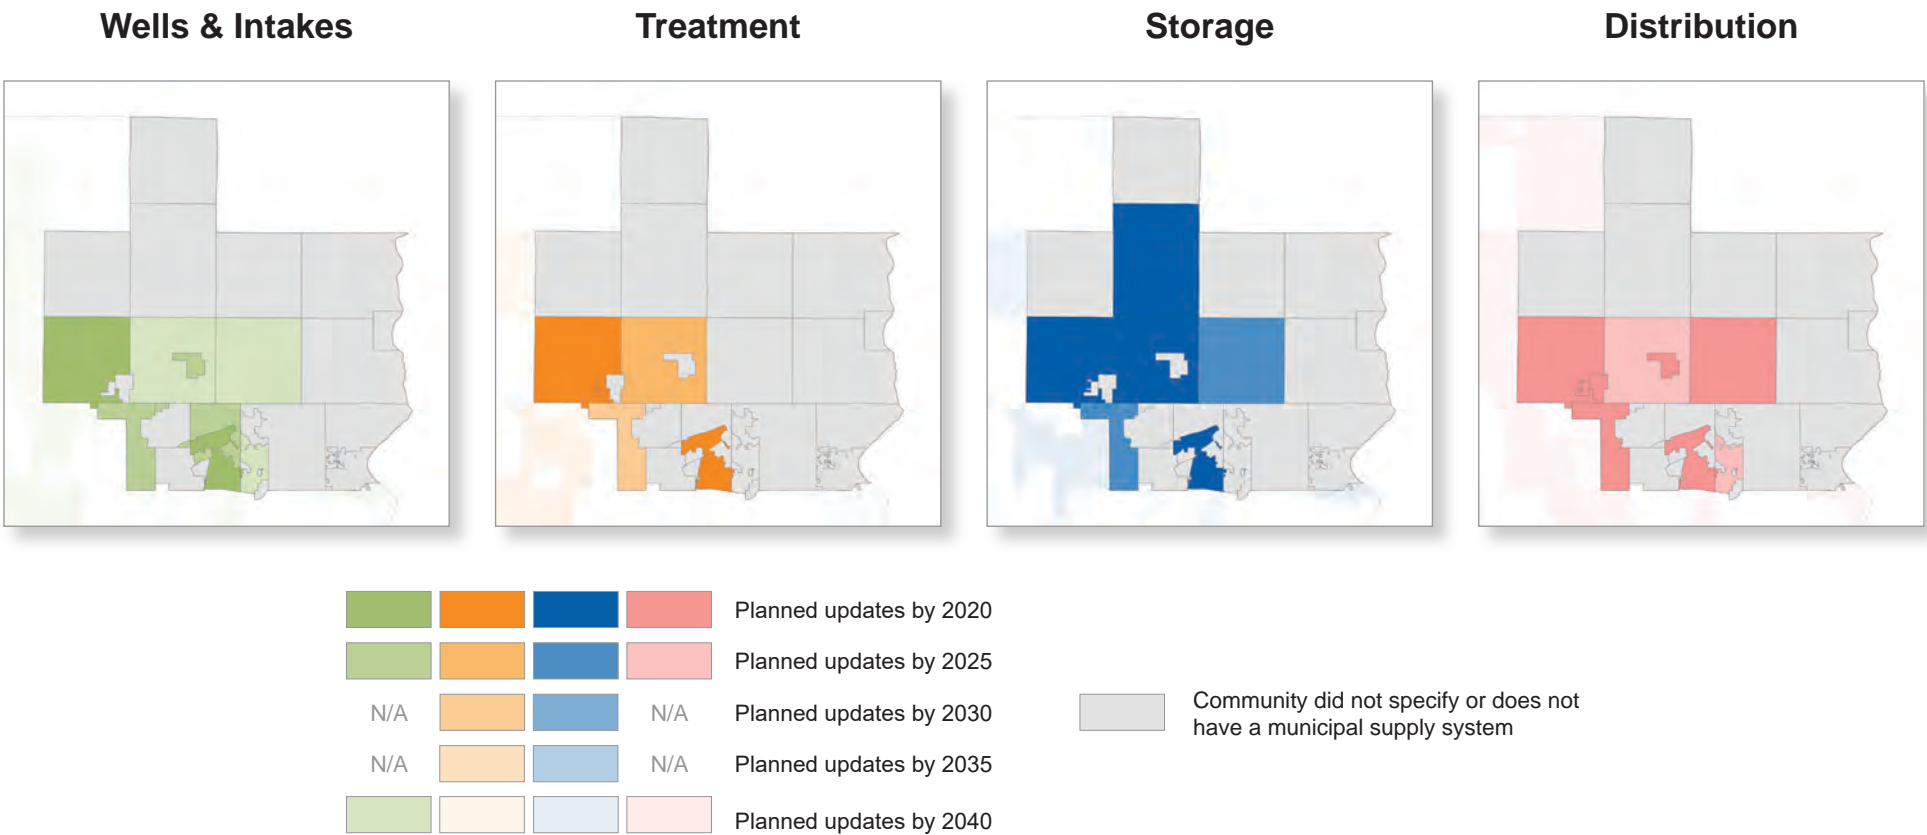 Wells & Intakes
Treatment
Storage
Distribution
Planned updates by 2020
Planned updates by 2025
N/A
N/A
Planned updates by 2030
N/A
N/A
Planned updates by 2035
Planned updates by 2040
Community did not specify or does not
have a municipal supply system